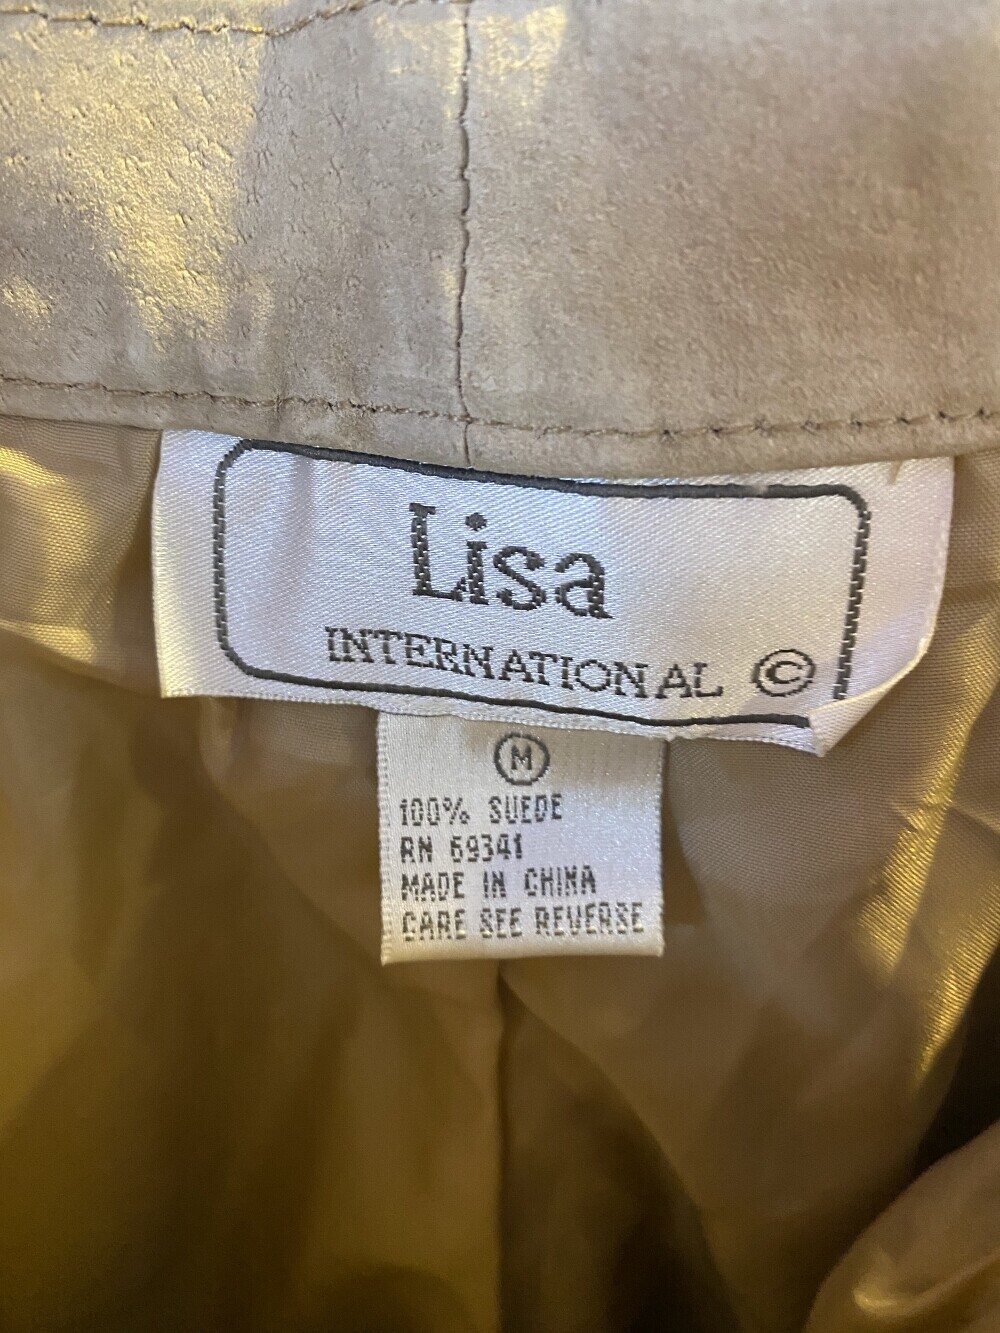 Lisa
INTERNATIONAL ©
M
100% SUEDE
RN 69341
MADE IN CHINA
CARE SEE REVERSE